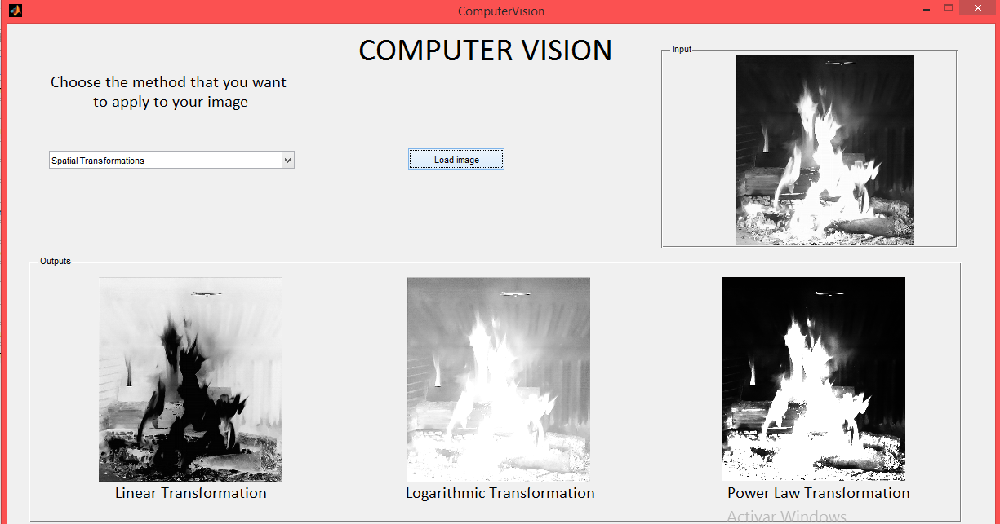 ComputerVision
COMPUTER VISION
Choose the method that you want
to apply to your image
Spatial Transformations
Load image
Input
Outputs
Linear Transformation
Logarithmic Transformation
Power Law Transformation
Activar Windows